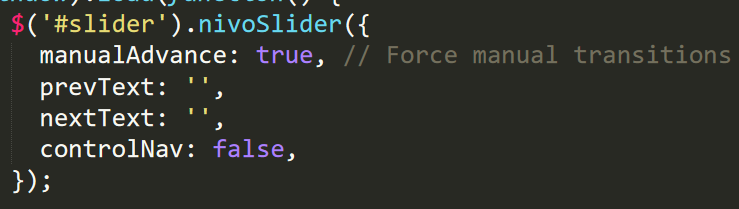 $('#slider').nivoSlider({
manualAdvance: true, // Force manual transitions
prevText: '',
nextText: '',
controlNav: false,
});